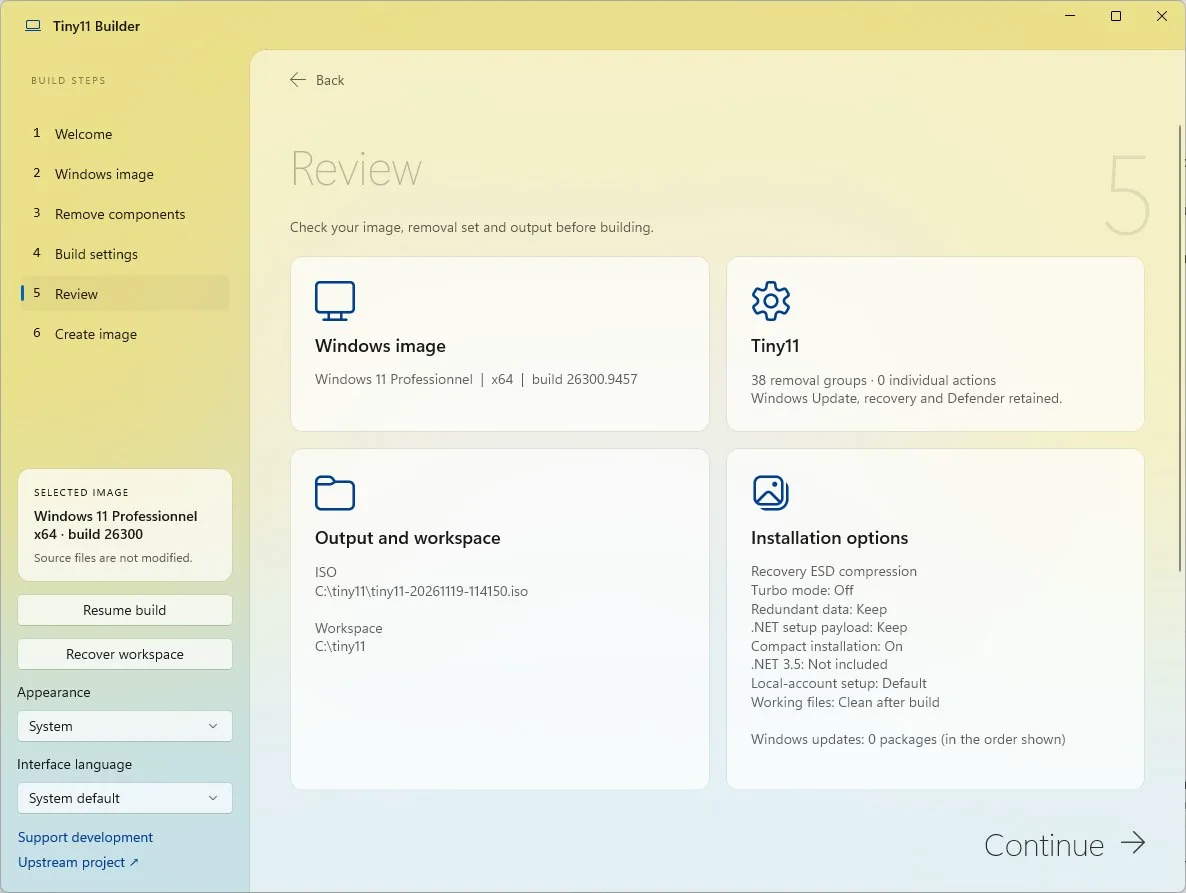 Tiny11 Builder
BUILD STEPS
1 Welcome
2 Windows image
3 Remove components
4 Build settings
5 Review
6 Create image
SELECTED IMAGE
Windows 11 Professionnel
x64 · build 26300
Source files are not modified.
Resume build
Recover workspace
Appearance
System
Interface language
System default
Support development
Upstream project ↗
Back
Review
5
Check your image, removal set and output before building.
Windows image
Windows 11 Professionnel | x64 | build 26300.9457
Tiny11
38 removal groups · 0 individual actions
Windows Update, recovery and Defender retained.
Output and workspace
ISO
C:\tiny11\tiny11-20261119-114150.iso
Workspace
C:\tiny11
Installation options
Recovery ESD compression
Turbo mode: Off
Redundant data: Keep
.NET setup payload: Keep
Compact installation: On
.NET 3.5: Not included
Local-account setup: Default
Working files: Clean after build
Windows updates: 0 packages (in the order shown)
Continue